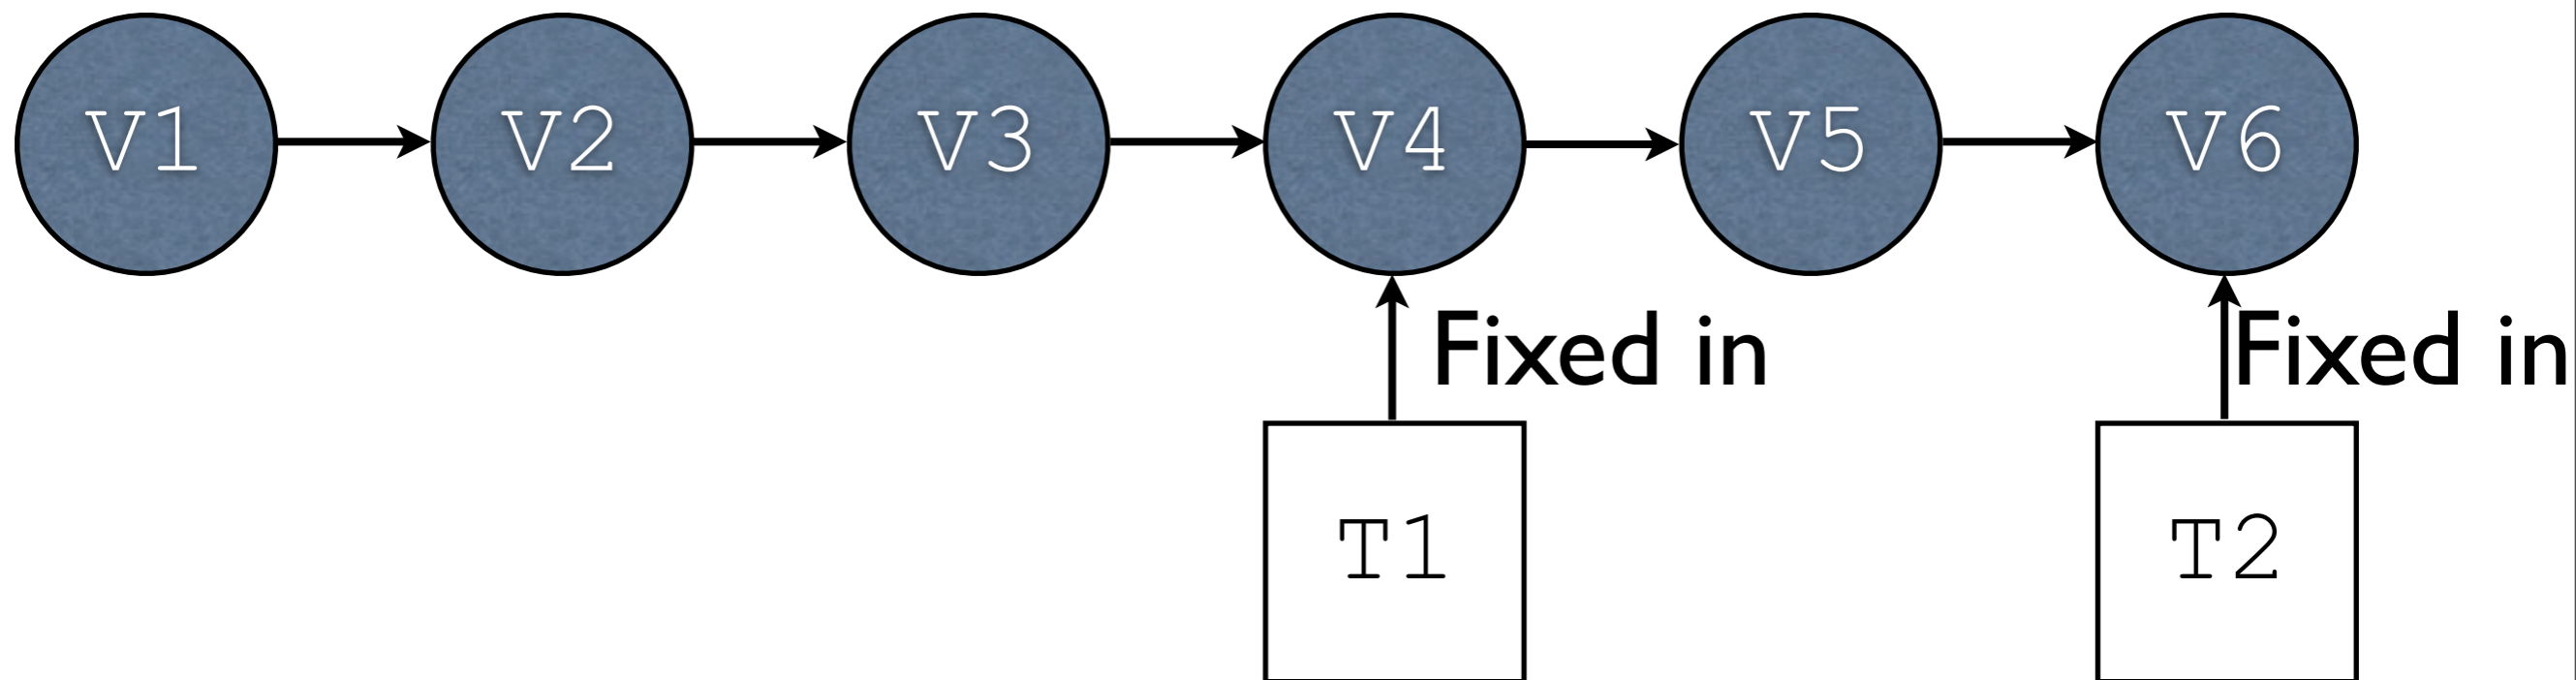 V1
V2
V3
V4
V5
V6
Fixed in
Fixed in
T1
T2